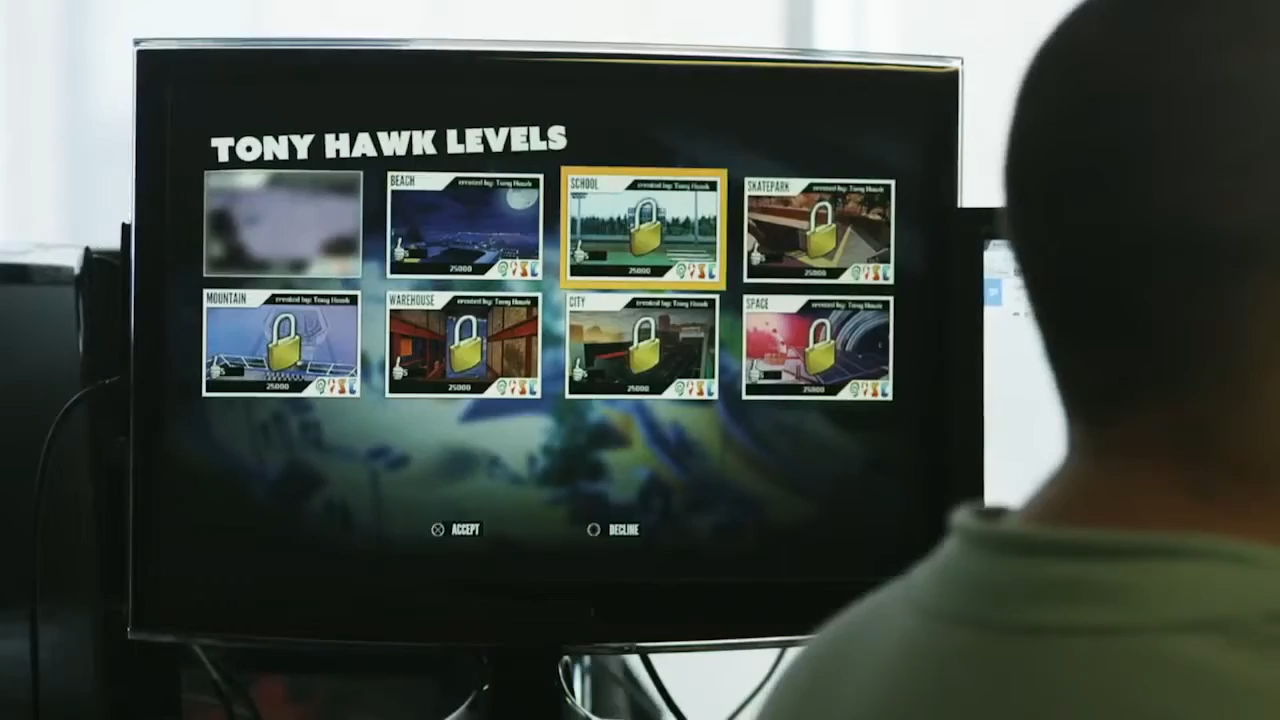 TONY HAWK LEVELS
BEACH created by: Tony Hawk
SCHOOL created by: Tony Hawk
SKATEPARK created by: Tony Hawk
25000
25000
25000
MOUNTAIN created by: Tony Hawk
WAREHOUSE created by: Tony Hawk
CITY created by: Tony Hawk
SPACE created by: Tony Hawk
25000
25000
25000
25000
ACCEPT
DECLINE